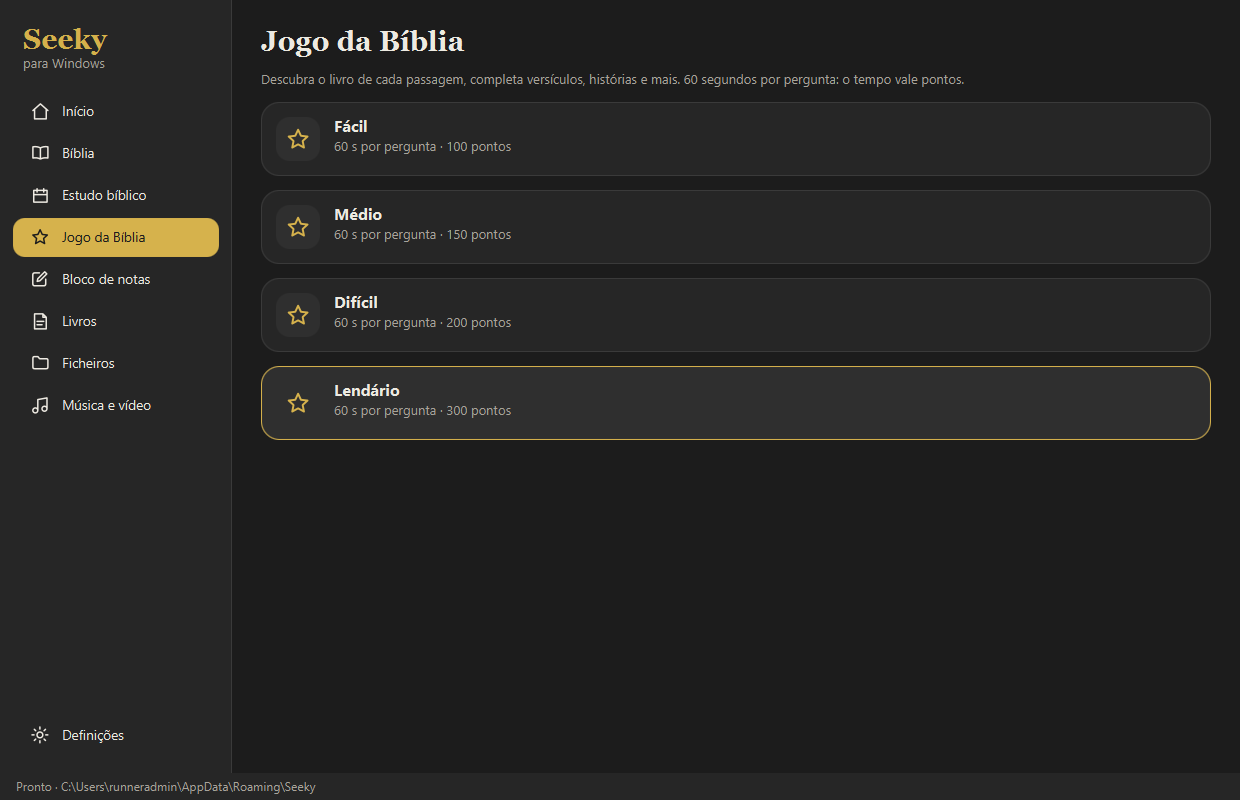 Seeky
para Windows
Início
Bíblia
Estudo bíblico
Jogo da Bíblia
Bloco de notas
Livros
Ficheiros
Música e vídeo
Definições
Jogo da Bíblia
Descubra o livro de cada passagem, completa versículos, histórias e mais. 60 segundos por pergunta: o tempo vale pontos.
Fácil
60 s por pergunta · 100 pontos
Médio
60 s por pergunta · 150 pontos
Difícil
60 s por pergunta · 200 pontos
Lendário
60 s por pergunta · 300 pontos
Pronto · C:\Users\runneradmin\AppData\Roaming\Seeky